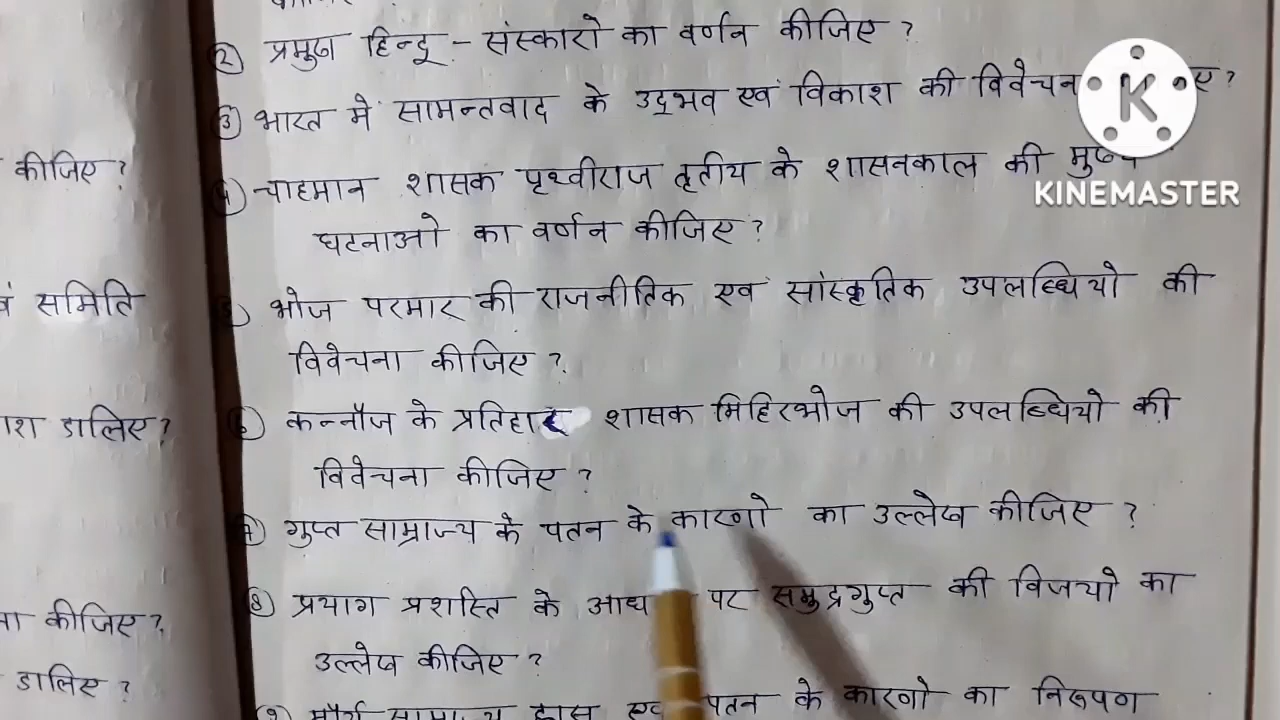 ② प्रमुख हिन्दू - संस्कारो का वर्णन कीजिए ?
③ भारत मे सामन्तवाद के उद्भव एवं विकाश की विवेचन
④ चाहमान शासक पृथ्वीराज तृतीय के शासनकाल की मुख्य
घटनाओ का वर्णन कीजिए ?
भोज परमार की राजनीतिक एवं सांस्कृतिक उपलब्धियो की
विवेचना कीजिए ?
⑥ कन्नौज के प्रतिहार शासक मिहिरभोज की उपलब्धियो की
विवेचना कीजिए ?
गुप्त साम्राज्य के पतन के कारणो का उल्लेख कीजिए ?
⑧ प्रयाग प्रशस्ति के आध पर समुद्रगुप्त की विजयो का
उल्लेख कीजिए ?
पतन के कारणो का निरूपण
कीजिए ?
समिति
डालिए ?
कीजिए ?
डालिए ?
K
KINEMASTER